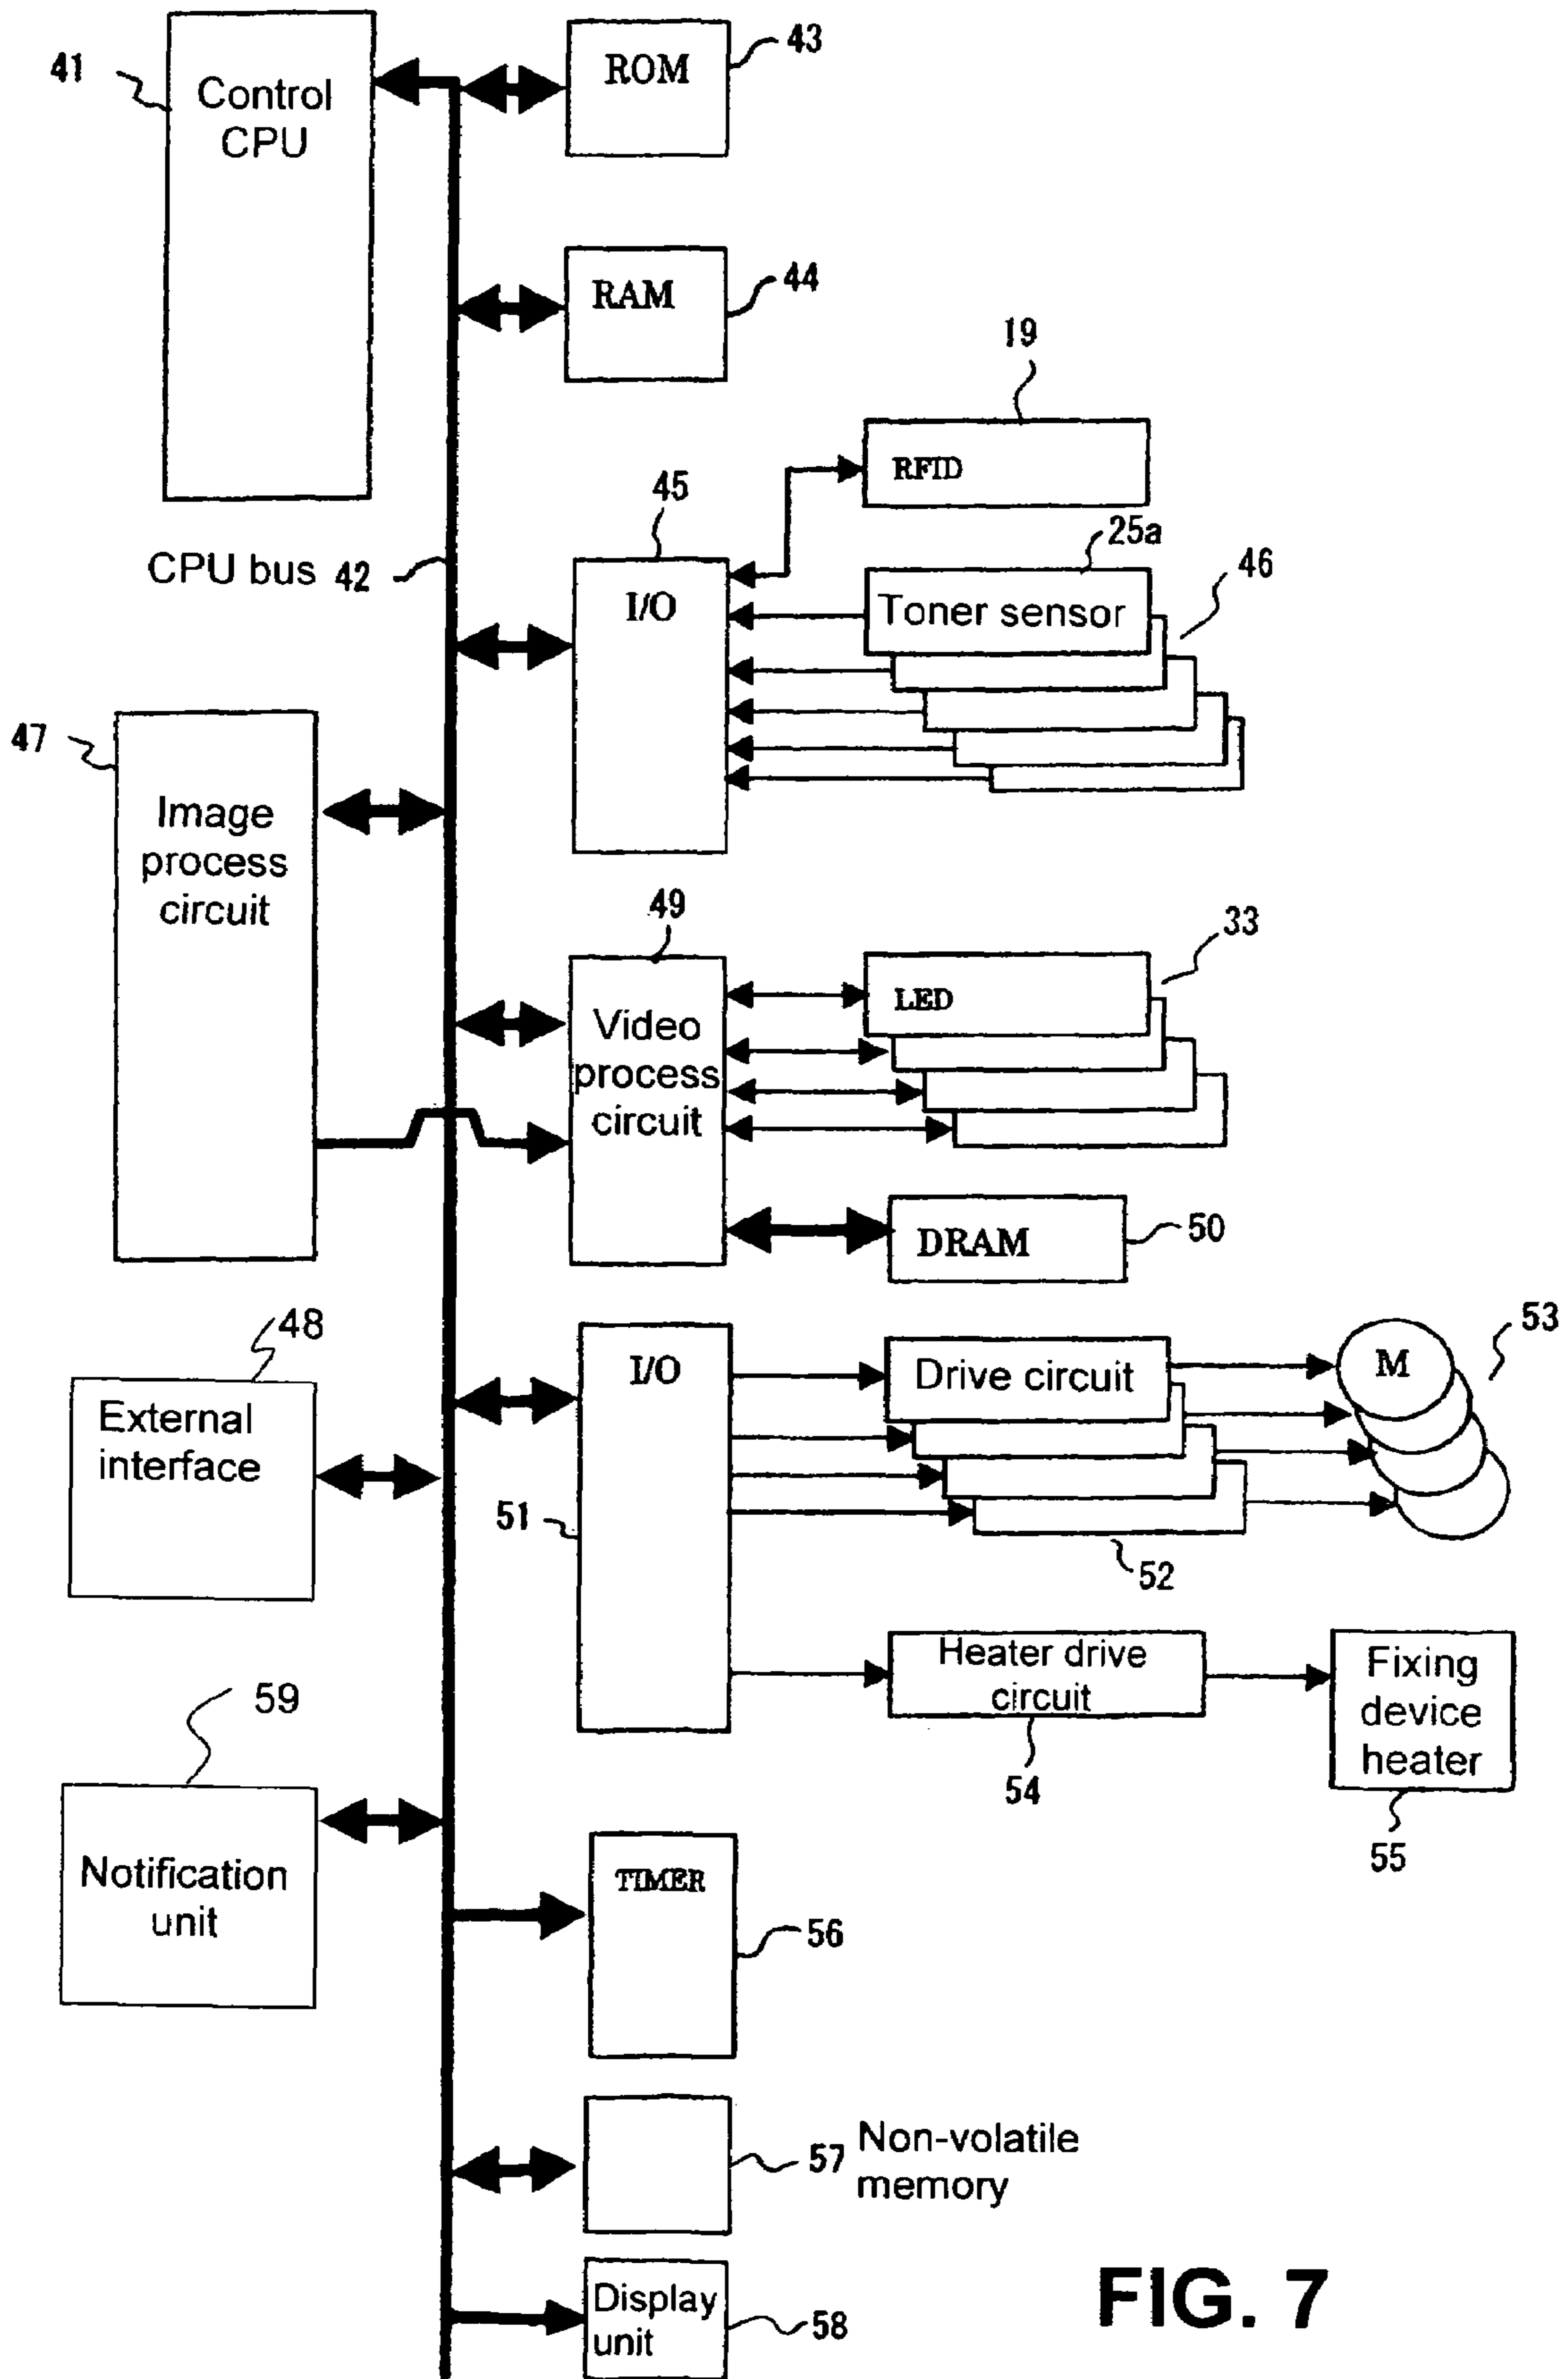 41
Control
CPU
ROM
43
RAM
44
19
RFID
45
I/O
25a
Toner sensor
46
CPU bus 42
47
Image
process
circuit
49
Video
process
circuit
33
LED
DRAM
50
48
External
interface
I/O
51
Drive circuit
52
M
53
Heater drive
circuit
54
Fixing
device
heater
55
59
Notification
unit
TIMER
56
57 Non-volatile
memory
Display
unit
58
FIG. 7